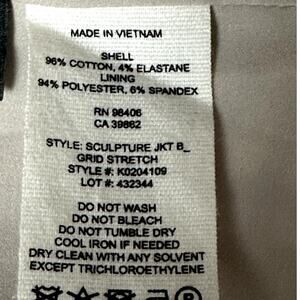 MADE IN VIETNAM
SHELL
96% COTTON, 4% ELASTANE
LINING
94% POLYESTER, 6% SPANDEX
RN 98406
CA 39862
STYLE: SCULPTURE JKT B_
GRID STRETCH
STYLE #: K0204109
LOT #: 432344
DO NOT WASH
DO NOT BLEACH
DO NOT TUMBLE DRY
COOL IRON IF NEEDED
DRY CLEAN WITH ANY SOLVENT
EXCEPT TRICHLOROETHYLENE